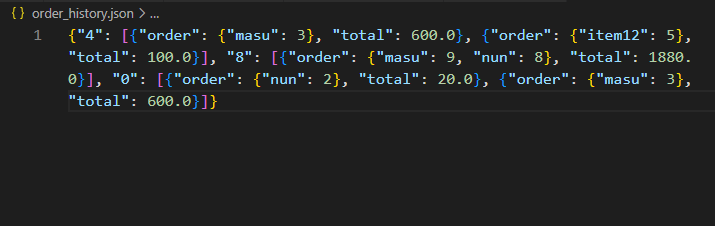 order_history.json > ...
1 {"4": [{"order": {"masu": 3}, "total": 600.0}, {"order": {"item12": 5},
"total": 100.0}], "8": [{"order": {"masu": 9, "nun": 8}, "total": 1880.
0}], "0": [{"order": {"nun": 2}, "total": 20.0}, {"order": {"masu": 3},
"total": 600.0}]}